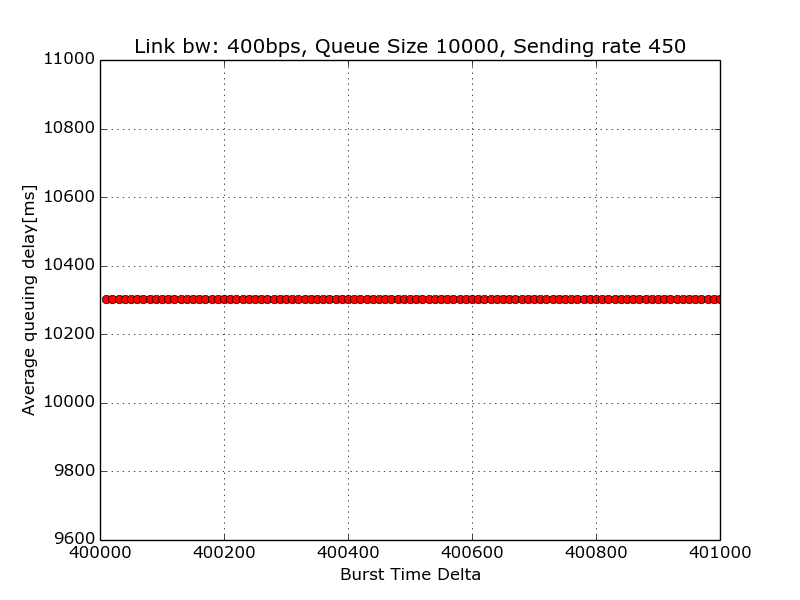 Link bw: 400bps, Queue Size 10000, Sending rate 450
11000
10800
10600
10400
10200
10000
9800
9600
Average queuing delay[ms]
400000 400200 400400 400600 400800 401000
Burst Time Delta